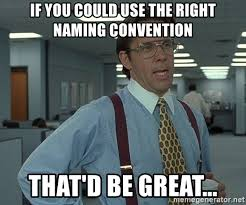 IF YOU COULD USE THE RIGHT
NAMING CONVENTION
THAT'D BE GREAT...
memegenerator.net